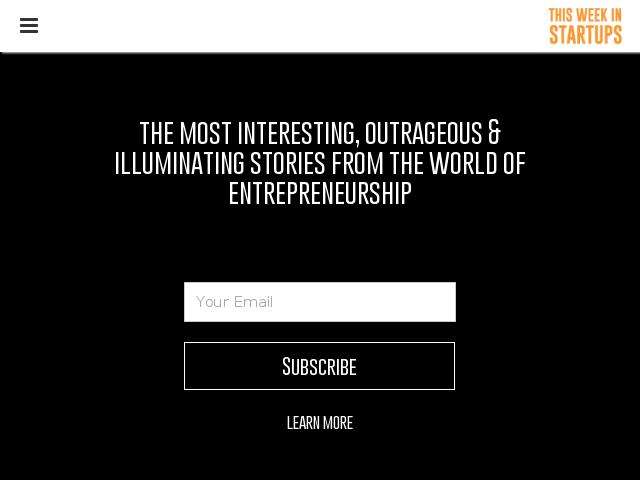 THIS WEEK IN
STARTUPS
THE MOST INTERESTING, OUTRAGEOUS &
ILLUMINATING STORIES FROM THE WORLD OF
ENTREPRENEURSHIP
Your Email
SUBSCRIBE
LEARN MORE